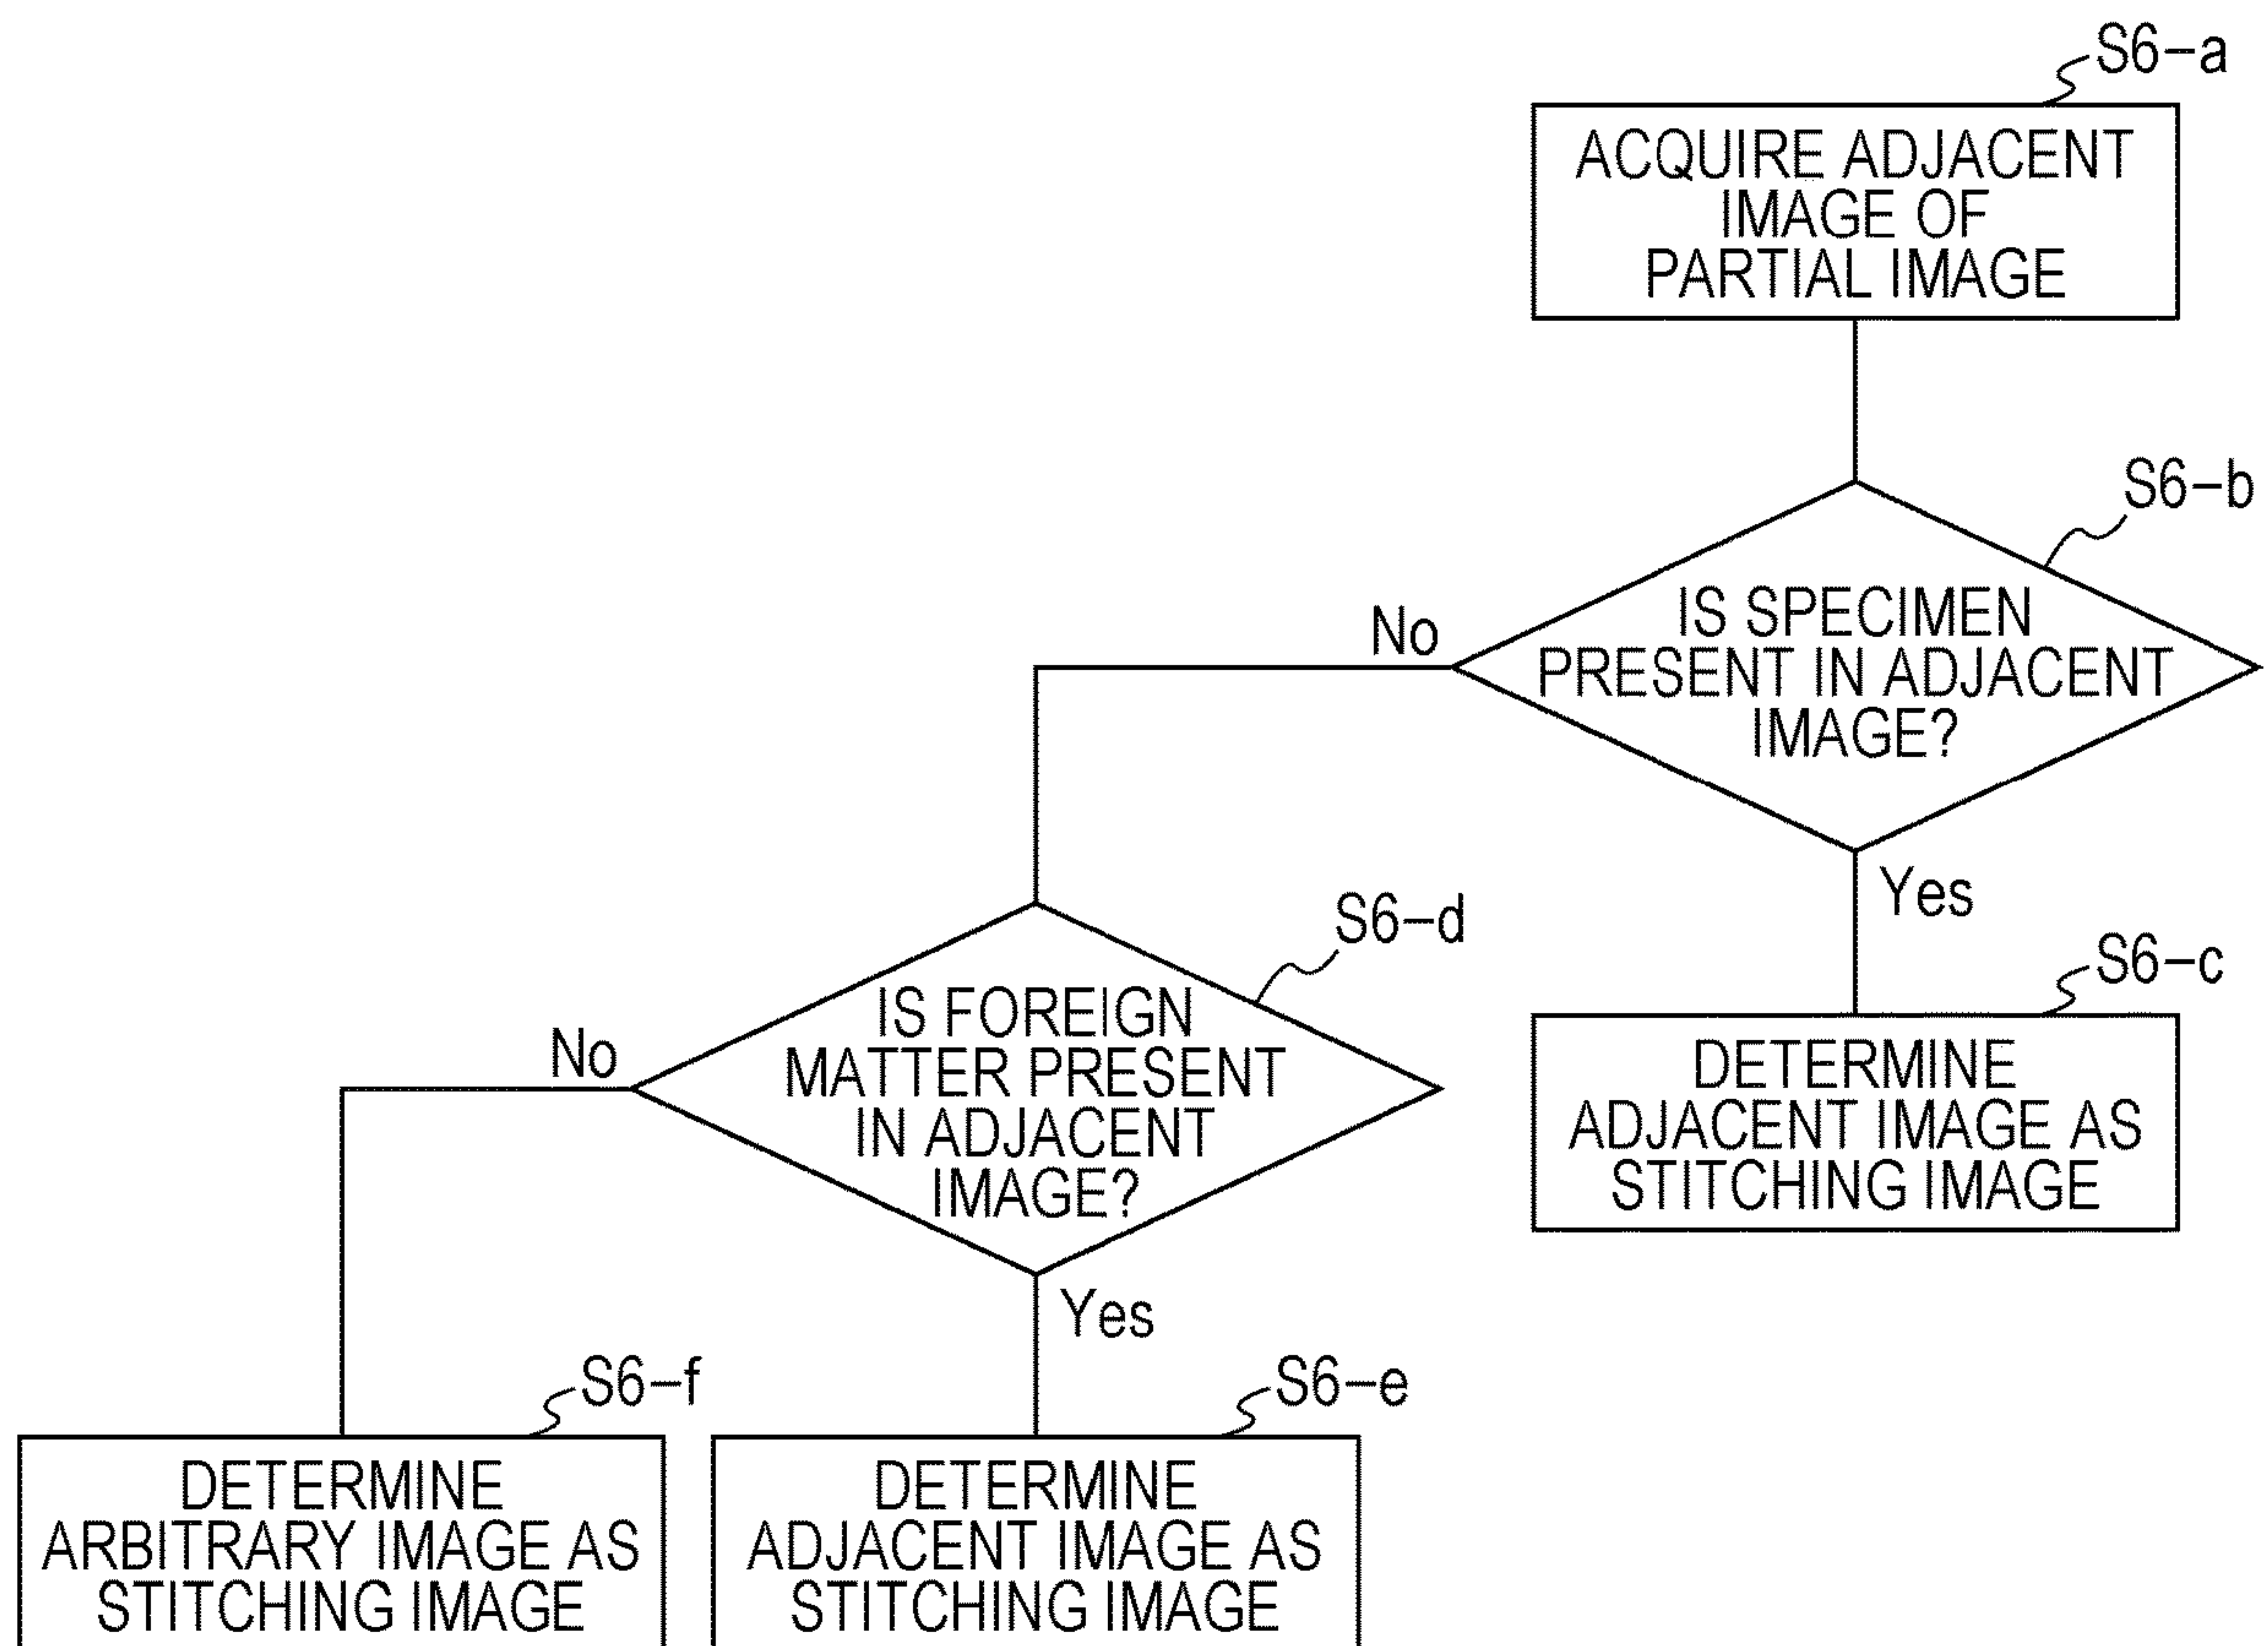 S6-a
ACQUIRE ADJACENT
IMAGE OF
PARTIAL IMAGE
S6-b
IS SPECIMEN
PRESENT IN ADJACENT
IMAGE?
No
Yes
S6-c
DETERMINE
ADJACENT IMAGE AS
STITCHING IMAGE
S6-d
IS FOREIGN
MATTER PRESENT
IN ADJACENT
IMAGE?
No
Yes
S6-f
DETERMINE
ARBITRARY IMAGE AS
STITCHING IMAGE
S6-e
DETERMINE
ADJACENT IMAGE AS
STITCHING IMAGE